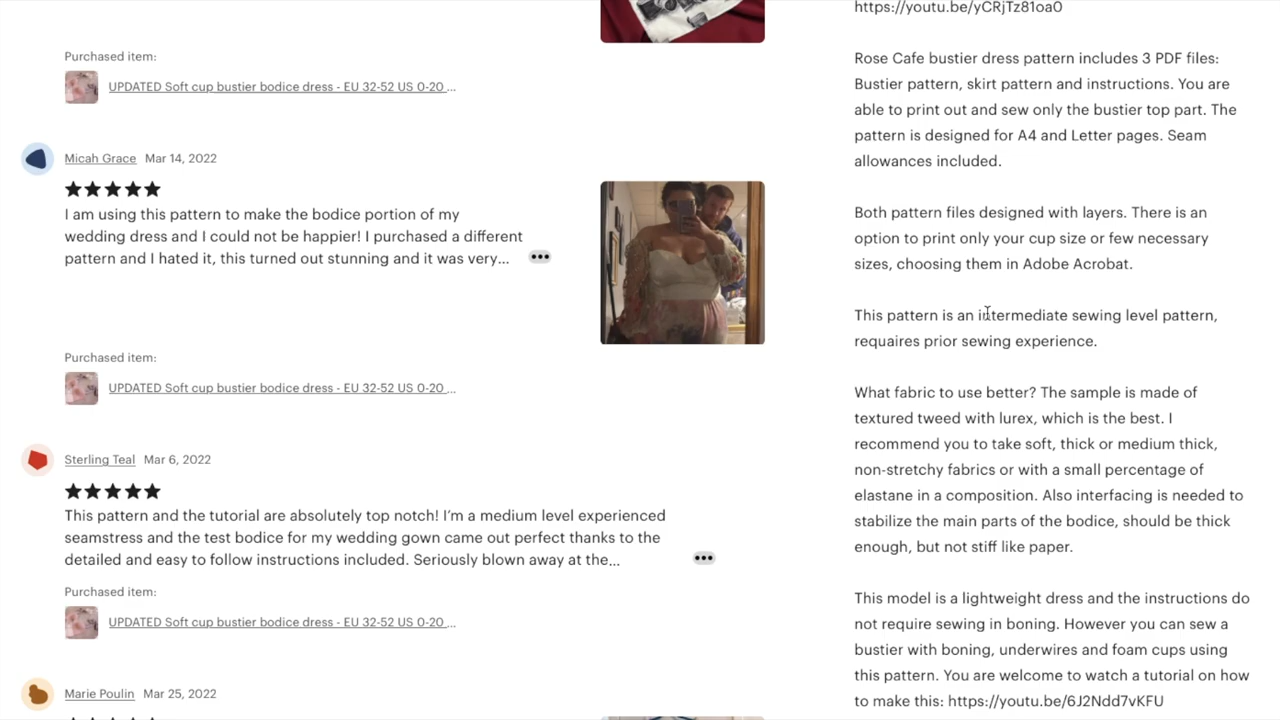 Purchased item:
UPDATED Soft cup bustier bodice dress - EU 32-52 US 0-20 ...
Micah Grace Mar 14, 2022
I am using this pattern to make the bodice portion of my
wedding dress and I could not be happier! I purchased a different
pattern and I hated it, this turned out stunning and it was very...
Purchased item:
UPDATED Soft cup bustier bodice dress - EU 32-52 US 0-20 ...
Sterling Teal Mar 6, 2022
This pattern and the tutorial are absolutely top notch! I'm a medium level experienced
seamstress and the test bodice for my wedding gown came out perfect thanks to the
detailed and easy to follow instructions included. Seriously blown away at the...
Purchased item:
UPDATED Soft cup bustier bodice dress - EU 32-52 US 0-20 ...
Marie Poulin Mar 25, 2022
https://youtu.be/yCRjTz81oa0
Rose Cafe bustier dress pattern includes 3 PDF files:
Bustier pattern, skirt pattern and instructions. You are
able to print out and sew only the bustier top part. The
pattern is designed for A4 and Letter pages. Seam
allowances included.
Both pattern files designed with layers. There is an
option to print only your cup size or few necessary
sizes, choosing them in Adobe Acrobat.
This pattern is an intermediate sewing level pattern,
requaires prior sewing experience.
What fabric to use better? The sample is made of
textured tweed with lurex, which is the best. I
recommend you to take soft, thick or medium thick,
non-stretchy fabrics or with a small percentage of
elastane in a composition. Also interfacing is needed to
stabilize the main parts of the bodice, should be thick
enough, but not stiff like paper.
This model is a lightweight dress and the instructions do
not require sewing in boning. However you can sew a
bustier with boning, underwires and foam cups using
this pattern. You are welcome to watch a tutorial on how
to make this: https://youtu.be/6J2Ndd7vKFU